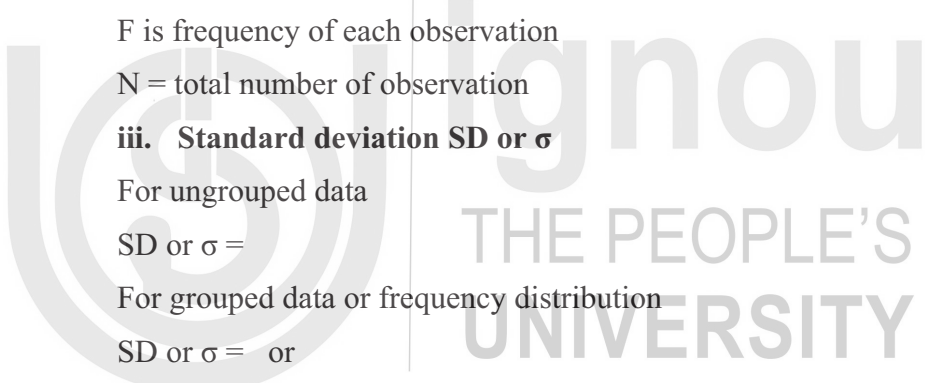 F is frequency of each observation
N = total number of observation
iii. Standard deviation SD or σ
For ungrouped data
SD or σ =
For grouped data or frequency distribution
SD or σ = or
ignou
THE PEOPLE'S
UNIVERSITY